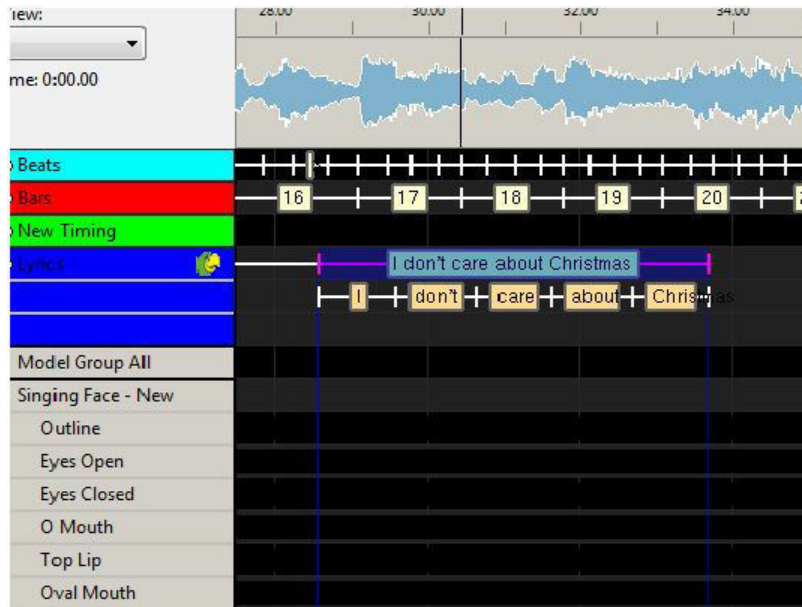 View:
28.00 30.00 32.00 34.00
me: 0:00.00
Beats
Bars 16 17 18 19 20
New Timing
Lyrics I don't care about Christmas
I don't care about Christmas
Model Group All
Singing Face - New
Outline
Eyes Open
Eyes Closed
O Mouth
Top Lip
Oval Mouth